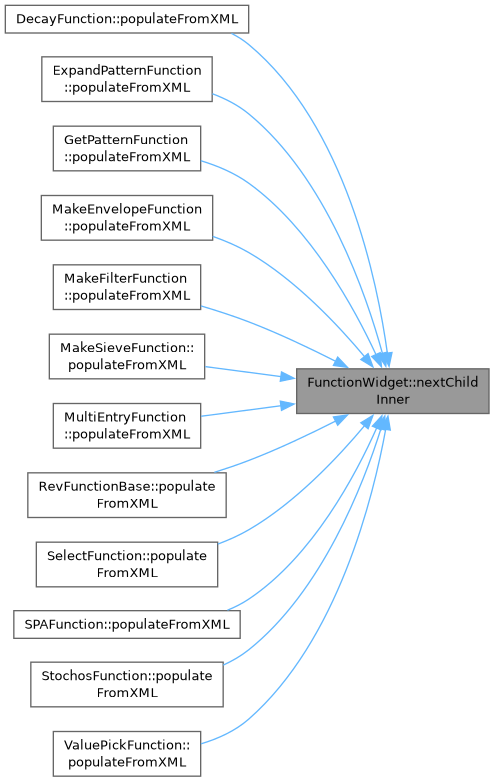 DecayFunction::populateFromXML
ExpandPatternFunction
::populateFromXML
GetPatternFunction
::populateFromXML
MakeEnvelopeFunction
::populateFromXML
MakeFilterFunction
::populateFromXML
MakeSieveFunction::
populateFromXML
FunctionWidget::nextChild
Inner
MultiEntryFunction
::populateFromXML
RevFunctionBase::populate
FromXML
SelectFunction::populate
FromXML
SPAFunction::populateFromXML
StochosFunction::populate
FromXML
ValuePickFunction::
populateFromXML